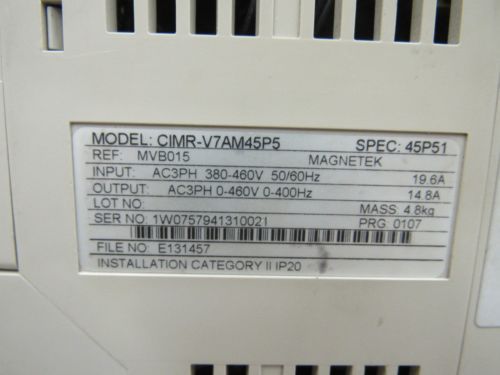 MODEL: CIMR-V7AM45P5 SPEC: 45P51
REF: MVB015 MAGNETEK
INPUT: AC3PH 380-460V 50/60Hz 19.6A
OUTPUT: AC3PH 0-460V 0-400Hz 14.8A
LOT NO: MASS: 4.8kg
SER NO: 1W0757941310021 PRG: 0107
FILE NO: E131457
INSTALLATION CATEGORY II IP20